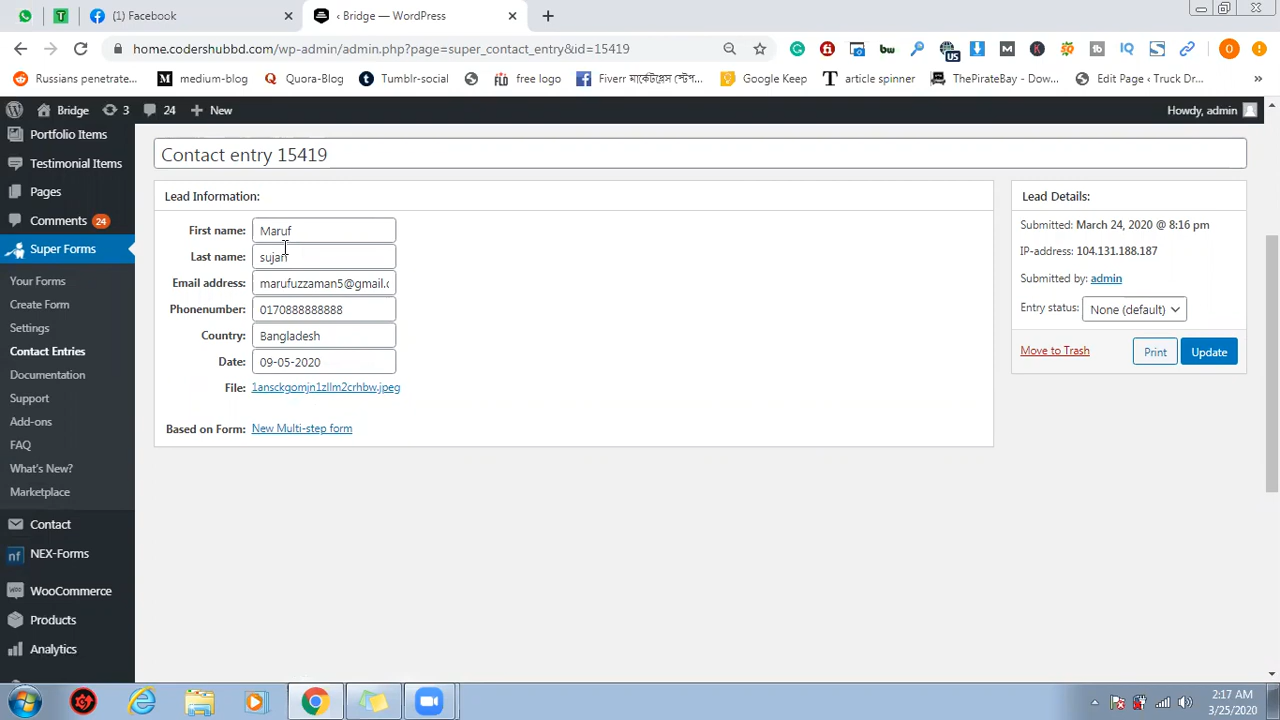 (1) Facebook
‹ Bridge — WordPress
home.codershubbd.com/wp-admin/admin.php?page=super_contact_entry&id=15419
Russians penetrate...
medium-blog
Quora-Blog
Tumblr-social
free logo
Fiverr মার্কেটপ্লেস স্টেপ...
Google Keep
article spinner
ThePirateBay - Dow...
Edit Page ‹ Truck Dr...
Bridge
3
24
New
Howdy, admin
Portfolio Items
Testimonial Items
Pages
Comments 24
Super Forms
Your Forms
Create Form
Settings
Contact Entries
Documentation
Support
Add-ons
FAQ
What's New?
Marketplace
Contact
NEX-Forms
WooCommerce
Products
Analytics
Contact entry 15419
Lead Information:
First name: Maruf
Last name: sujan
Email address: marufuzzaman5@gmail.c
Phonenumber: 0170888888888
Country: Bangladesh
Date: 09-05-2020
File: 1ansckgomjn1zllm2crhbw.jpeg
Based on Form: New Multi-step form
Lead Details:
Submitted: March 24, 2020 @ 8:16 pm
IP-address: 104.131.188.187
Submitted by: admin
Entry status: None (default)
Move to Trash
Print
Update
2:17 AM
3/25/2020